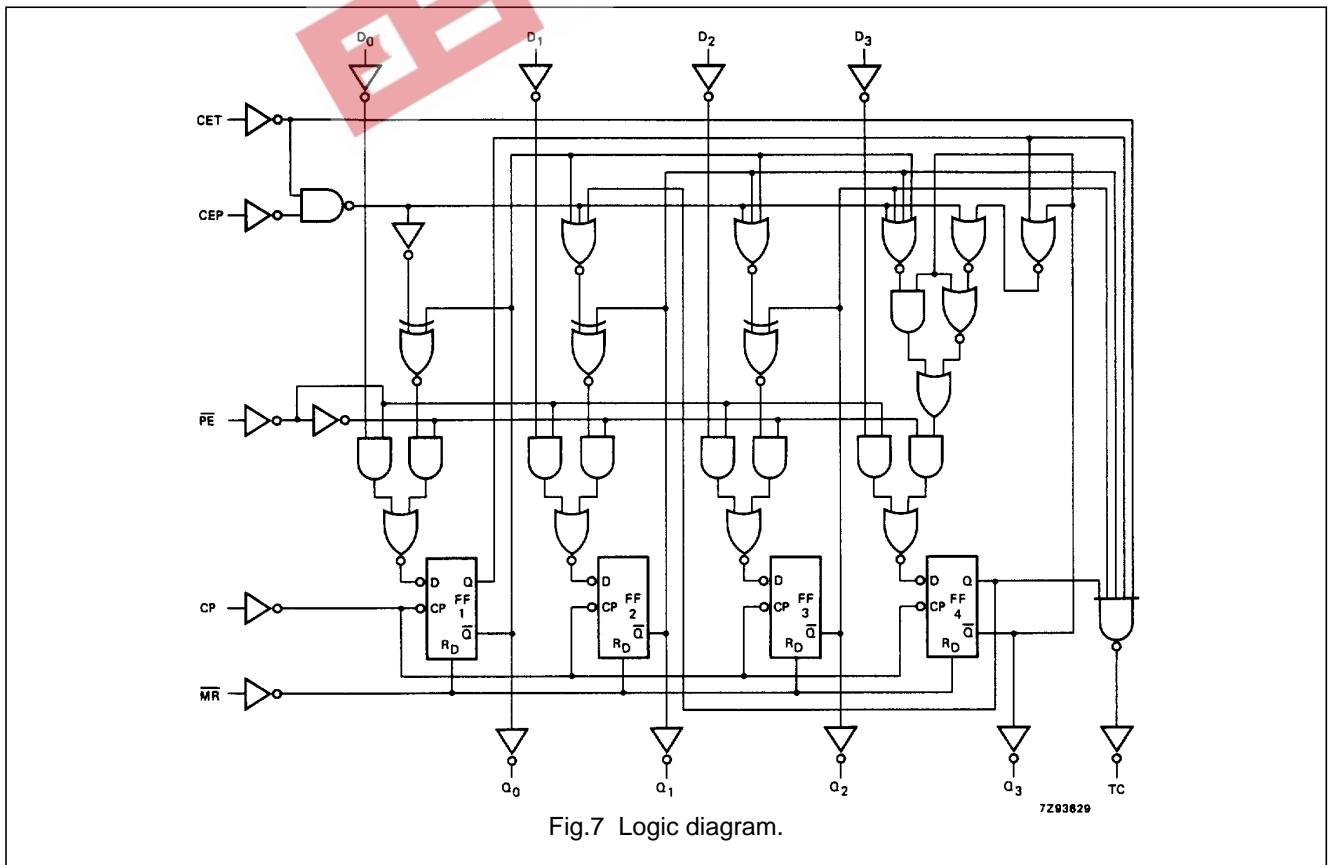 D0 D1 D2 D3
CET
CEP
PE
D Q D Q D Q D Q
CP
CP FF 1 Q
CP FF 2 Q
CP FF 3 Q
CP FF 4 Q
RD RD RD RD
MR
Q0 Q1 Q2 Q3 TC
7Z93629
Fig.7 Logic diagram.